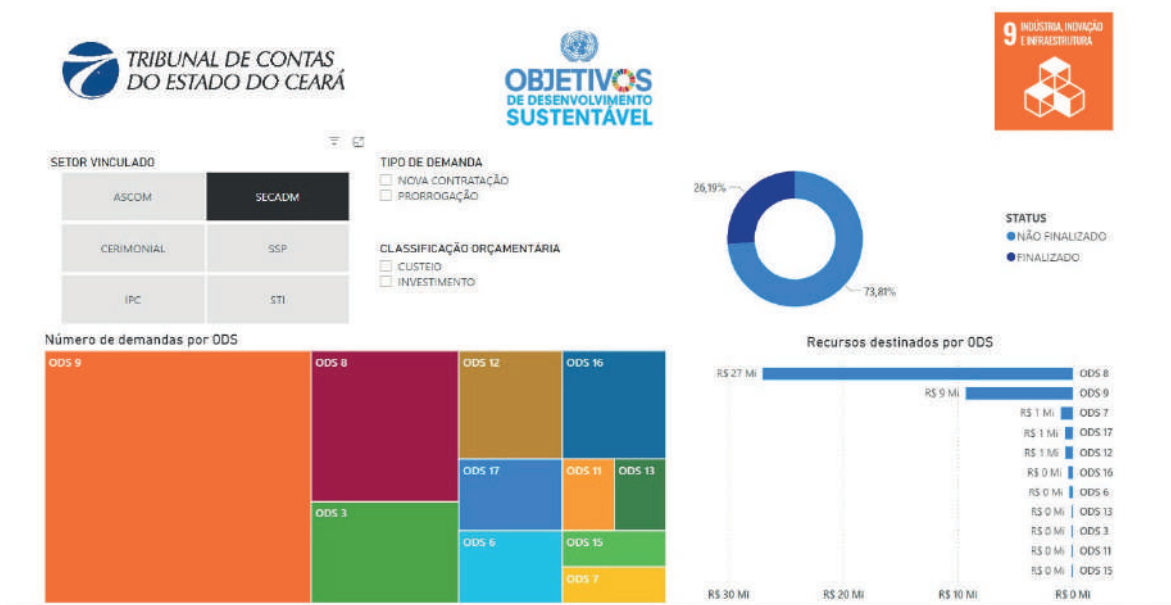 TRIBUNAL DE CONTAS
DO ESTADO DO CEARÁ
OBJETIVOS
DE DESENVOLVIMENTO
SUSTENTÁVEL
9 INDÚSTRIA, INOVAÇÃO
E INFRAESTRUTURA
SETOR VINCULADO
ASCOM
SECADM
CERIMONIAL
SSP
IPC
STI
TIPO DE DEMANDA
NOVA CONTRATAÇÃO
PRORROGAÇÃO
CLASSIFICAÇÃO ORÇAMENTÁRIA
CUSTEIO
INVESTIMENTO
26,19%
73,81%
STATUS
NÃO FINALIZADO
FINALIZADO
Número de demandas por ODS
ODS 9
ODS 8
ODS 3
ODS 12
ODS 16
ODS 17
ODS 11
ODS 13
ODS 6
ODS 15
ODS 7
Recursos destinados por ODS
R$ 27 Mi ODS 8
R$ 9 Mi ODS 9
R$ 1 Mi ODS 7
R$ 1 Mi ODS 17
R$ 1 Mi ODS 12
R$ 0 Mi ODS 16
R$ 0 Mi ODS 6
R$ 0 Mi ODS 13
R$ 0 Mi ODS 3
R$ 0 Mi ODS 11
R$ 0 Mi ODS 15
R$ 30 Mi R$ 20 Mi R$ 10 Mi R$ 0 Mi